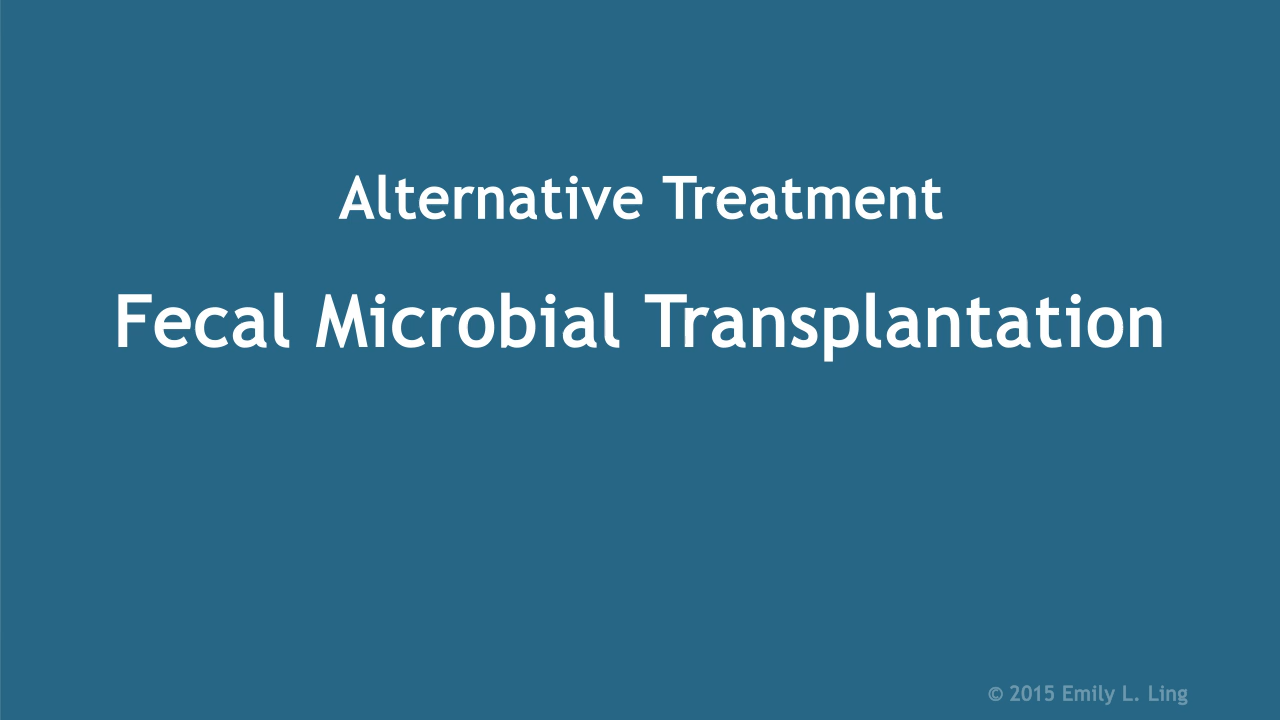 Alternative Treatment
Fecal Microbial Transplantation
© 2015 Emily L. Ling